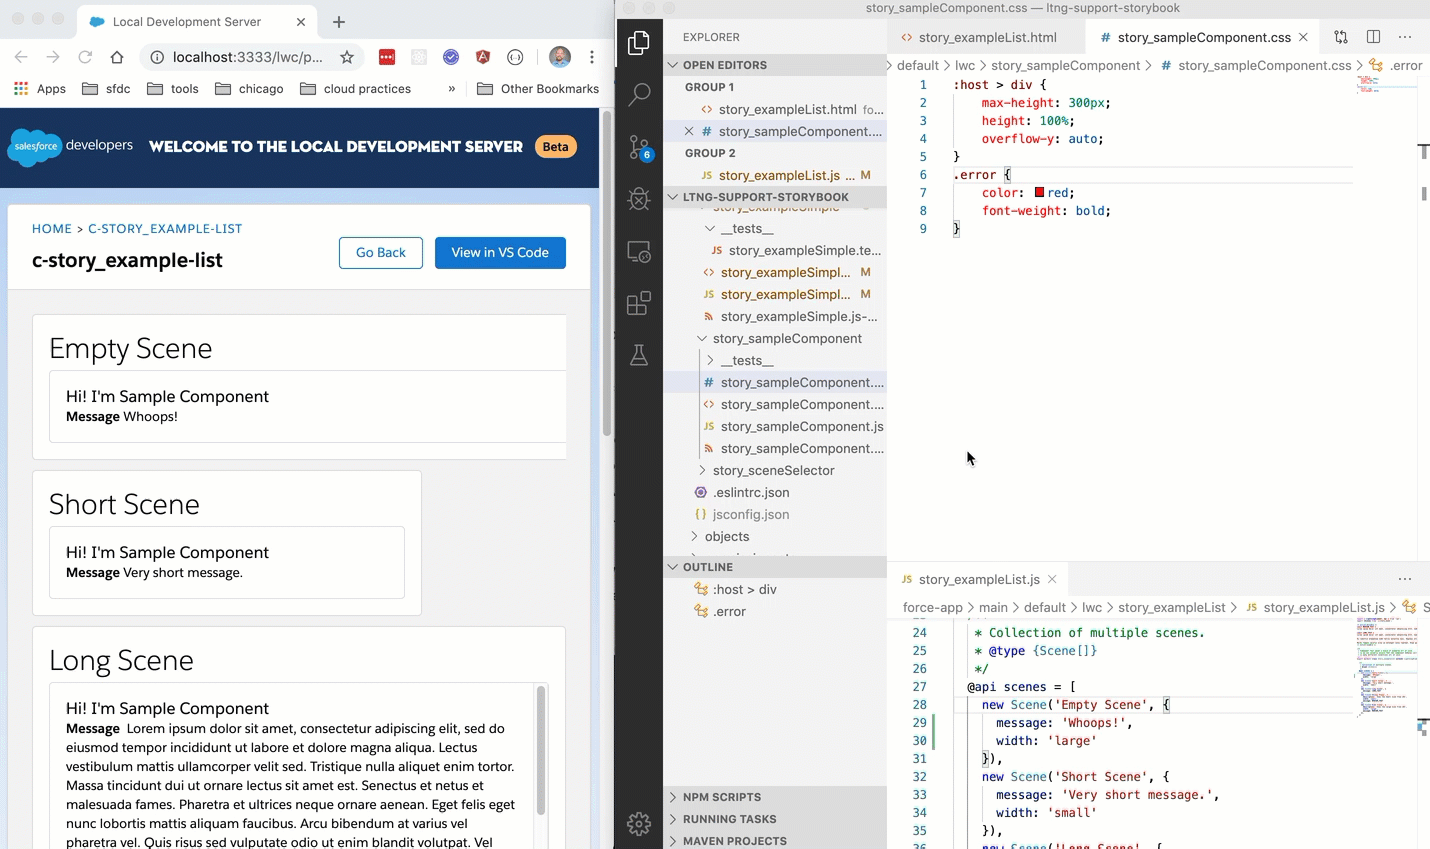 Local Development Server
localhost:3333/lwc/p...
Apps
sfdc
tools
chicago
cloud practices
»
Other Bookmarks
salesforce developers
WELCOME TO THE LOCAL DEVELOPMENT SERVER
Beta
HOME > C-STORY_EXAMPLE-LIST
c-story_example-list
Go Back
View in VS Code
Empty Scene
Hi! I'm Sample Component
Message Whoops!
Short Scene
Hi! I'm Sample Component
Message Very short message.
Long Scene
Hi! I'm Sample Component
Message Lorem ipsum dolor sit amet, consectetur adipiscing elit, sed do
eiusmod tempor incididunt ut labore et dolore magna aliqua. Lectus
vestibulum mattis ullamcorper velit sed. Tristique nulla aliquet enim tortor.
Massa tincidunt dui ut ornare lectus sit amet est. Senectus et netus et
malesuada fames. Pharetra et ultrices neque ornare aenean. Eget felis eget
nunc lobortis mattis aliquam faucibus. Arcu bibendum at varius vel
pharetra vel. Quis risus sed vulputate odio ut enim blandit volutpat. Vel
story_sampleComponent.css — ltng-support-storybook
EXPLORER
OPEN EDITORS
GROUP 1
<> story_exampleList.html fo...
# story_sampleComponent....
GROUP 2
JS story_exampleList.js ... M
LTNG-SUPPORT-STORYBOOK
__tests__
JS story_exampleSimple.te...
<> story_exampleSimpl... M
JS story_exampleSimpl... M
story_exampleSimple.js-...
story_sampleComponent
__tests__
# story_sampleComponent....
<> story_sampleComponent....
JS story_sampleComponent.js
story_sampleComponent....
story_sceneSelector
.eslintrc.json
{} jsconfig.json
objects
OUTLINE
:host > div
.error
NPM SCRIPTS
RUNNING TASKS
MAVEN PROJECTS
6
<> story_exampleList.html
# story_sampleComponent.css
default > lwc > story_sampleComponent > # story_sampleComponent.css > .error
1 :host > div {
2 max-height: 300px;
3 height: 100%;
4 overflow-y: auto;
5 }
6 .error {
7 color: red;
8 font-weight: bold;
9 }
JS story_exampleList.js
force-app > main > default > lwc > story_exampleList > JS story_exampleList.js > S
24 * Collection of multiple scenes.
25 * @type {Scene[]}
26 */
27 @api scenes = [
28 new Scene('Empty Scene', {
29 message: 'Whoops!',
30 width: 'large'
31 }),
32 new Scene('Short Scene', {
33 message: 'Very short message.',
34 width: 'small'
35 }),
36 new Scene('Long Scene', {